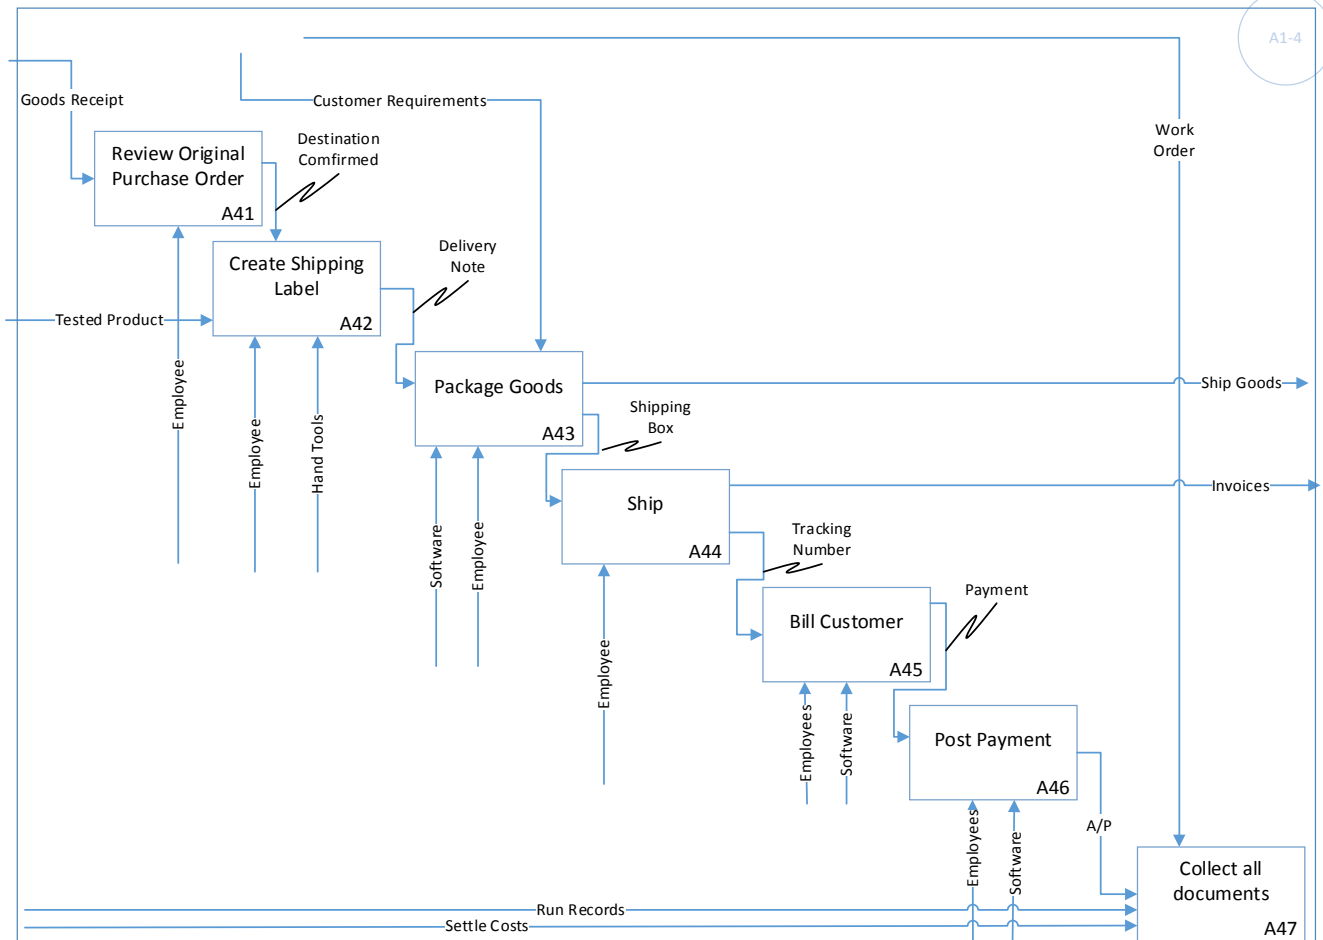 A1-4
Goods Receipt
Customer Requirements
Work
Order
Destination
Comfirmed
Review Original
Purchase Order
A41
Delivery
Note
Create Shipping
Label
A42
Tested Product
Employee
Employee
Hand Tools
Package Goods
A43
Ship Goods
Shipping
Box
Software
Employee
Ship
A44
Invoices
Tracking
Number
Employee
Bill Customer
A45
Payment
Employees
Software
Post Payment
A46
A/P
Employees
Software
Collect all
documents
A47
Run Records
Settle Costs